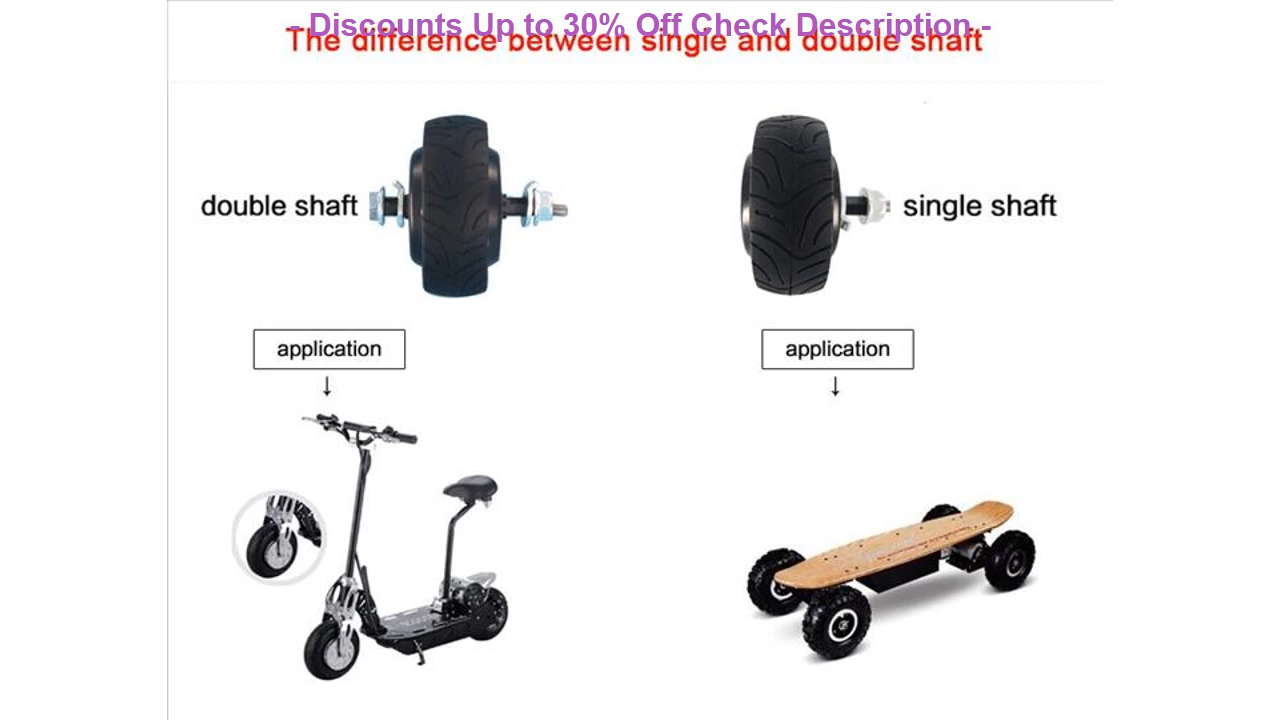 - Discounts Up to 30% Off Check Description -
The difference between single and double shaft
double shaft
single shaft
application
application
↓
↓